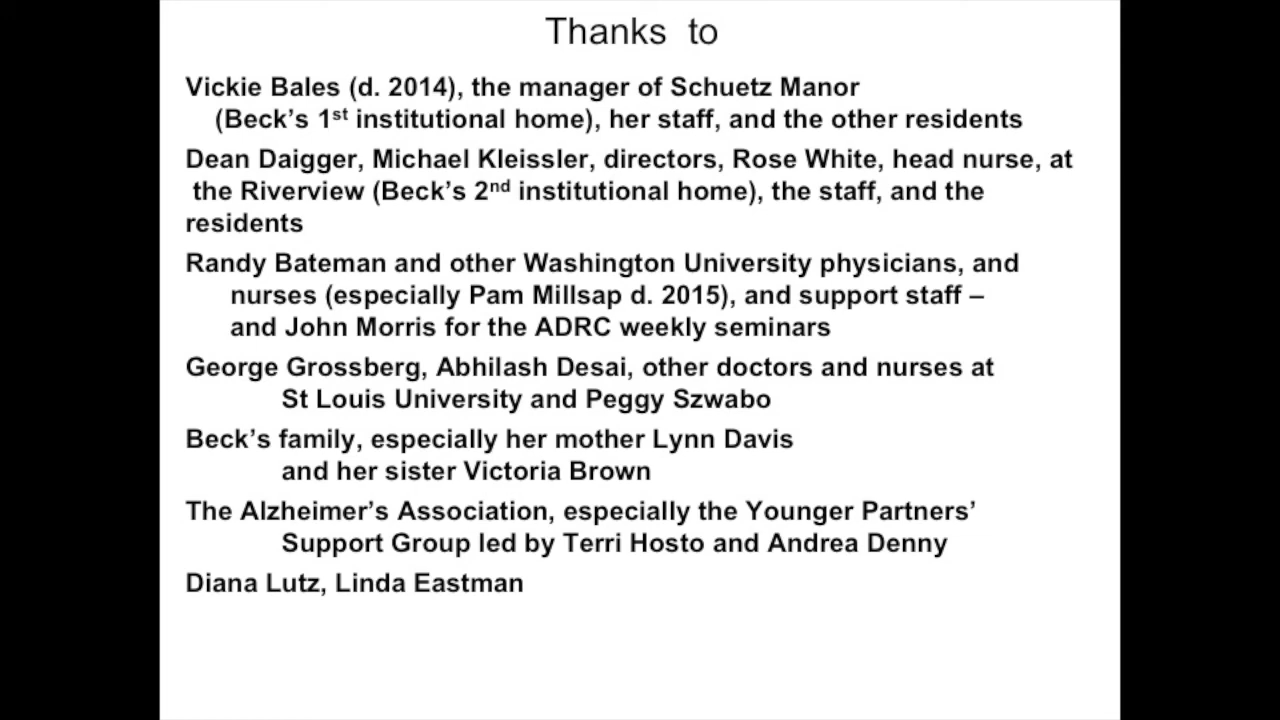 Thanks to
Vickie Bales (d. 2014), the manager of Schuetz Manor
(Beck’s 1st institutional home), her staff, and the other residents
Dean Daigger, Michael Kleissler, directors, Rose White, head nurse, at
the Riverview (Beck’s 2nd institutional home), the staff, and the
residents
Randy Bateman and other Washington University physicians, and
nurses (especially Pam Millsap d. 2015), and support staff –
and John Morris for the ADRC weekly seminars
George Grossberg, Abhilash Desai, other doctors and nurses at
St Louis University and Peggy Szwabo
Beck’s family, especially her mother Lynn Davis
and her sister Victoria Brown
The Alzheimer’s Association, especially the Younger Partners’
Support Group led by Terri Hosto and Andrea Denny
Diana Lutz, Linda Eastman